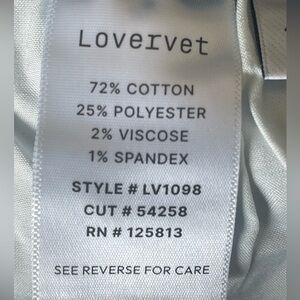 Lovervet
72% COTTON
25% POLYESTER
2% VISCOSE
1% SPANDEX
STYLE # LV1098
CUT # 54258
RN # 125813
SEE REVERSE FOR CARE